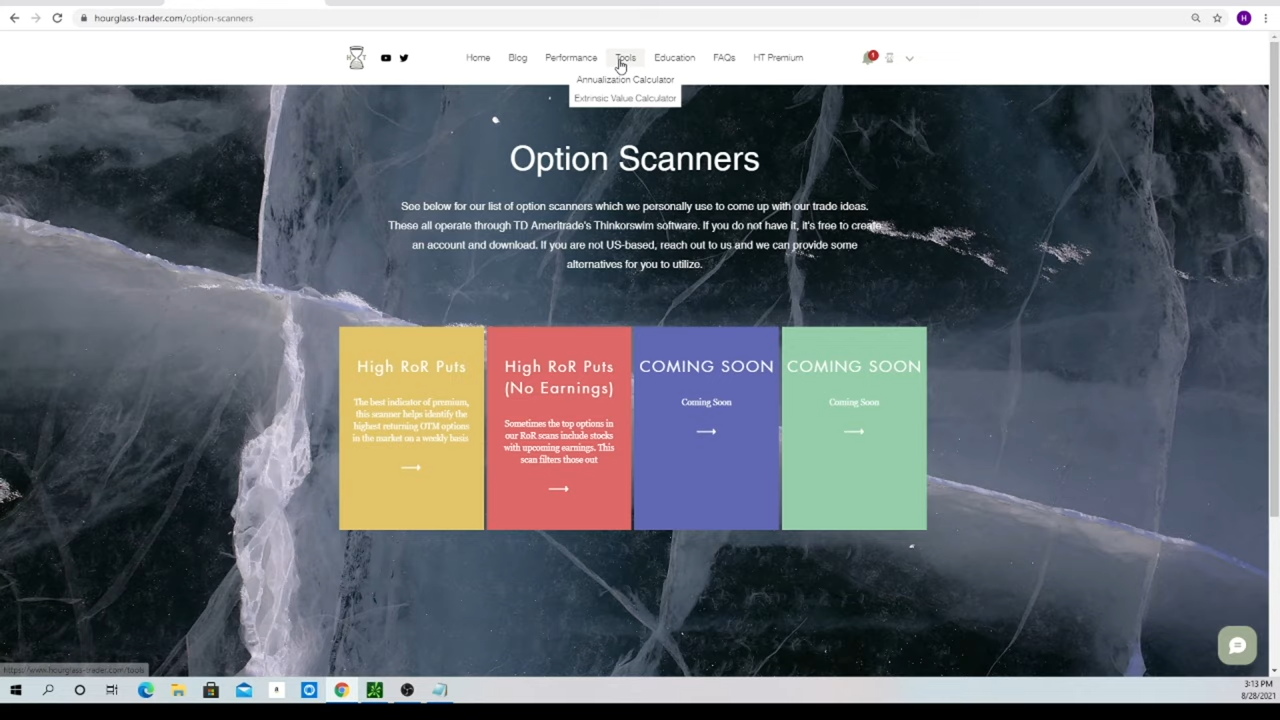 hourglass-trader.com/option-scanners
H
H T
Home Blog Performance Tools Education FAQs HT Premium
1
Annualization Calculator
Extrinsic Value Calculator
Option Scanners
See below for our list of option scanners which we personally use to come up with our trade ideas.
These all operate through TD Ameritrade's Thinkorswim software. If you do not have it, it's free to create
an account and download. If you are not US-based, reach out to us and we can provide some
alternatives for you to utilize.
High RoR Puts
The best indicator of premium,
this scanner helps identify the
highest returning OTM options
in the market on a weekly basis
High RoR Puts
(No Earnings)
Sometimes the top options in
our RoR scans include stocks
with upcoming earnings. This
scan filters those out
COMING SOON
Coming Soon
COMING SOON
Coming Soon
https://www.hourglass-trader.com/tools
a
3:13 PM
8/28/2021